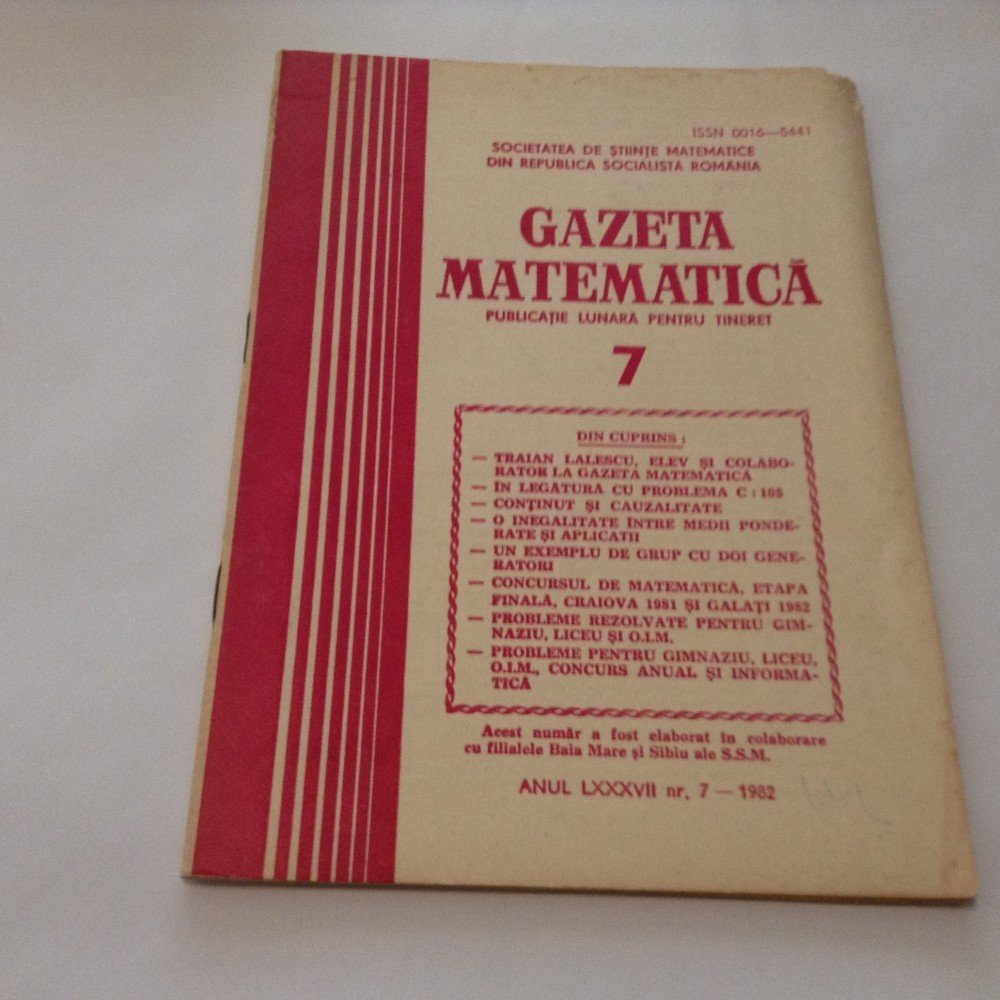 ISSN 0016—5441
SOCIETATEA DE ȘTIINȚE MATEMATICE
DIN REPUBLICA SOCIALISTĂ ROMÂNIA
GAZETA
MATEMATICĂ
PUBLICAȚIE LUNARĂ PENTRU TINERET
7
DIN CUPRINS :
— TRAIAN LALESCU, ELEV ȘI COLABO-
RATOR LA GAZETA MATEMATICĂ
— ÎN LEGĂTURĂ CU PROBLEMA C : 105
— CONȚINUT ȘI CAUZALITATE
— O INEGALITATE ÎNTRE MEDII PONDE-
RATE ȘI APLICAȚII
— UN EXEMPLU DE GRUP CU DOI GENE-
RATORI
— CONCURSUL DE MATEMATICĂ, ETAPA
FINALĂ, CRAIOVA 1981 ȘI GALAȚI 1982
— PROBLEME REZOLVATE PENTRU GIM-
NAZIU, LICEU ȘI O.I.M.
— PROBLEME PENTRU GIMNAZIU, LICEU,
O.I.M., CONCURS ANUAL ȘI INFORMA-
TICĂ
Acest număr a fost elaborat în colaborare
cu filialele Baia Mare și Sibiu ale S.S.M.
ANUL LXXXVII nr. 7 — 1982